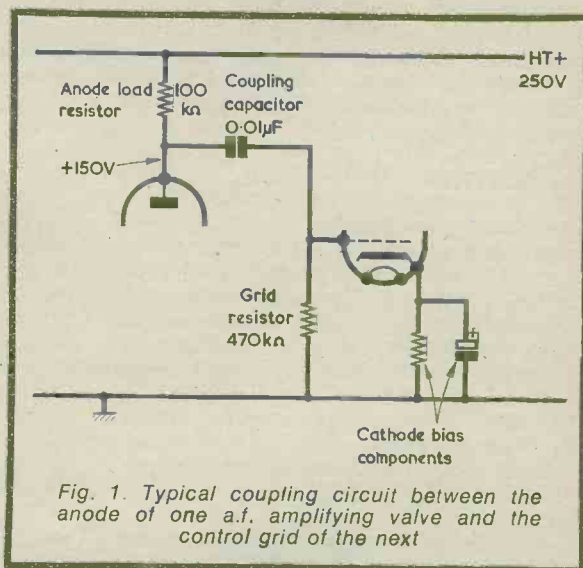 HT+
250V
Anode load
resistor
100
kΩ
Coupling
capacitor
0·01µF
+150V
Grid
resistor
470kΩ
+
Cathode bias
components
Fig. 1. Typical coupling circuit between the
anode of one a.f. amplifying valve and the
control grid of the next